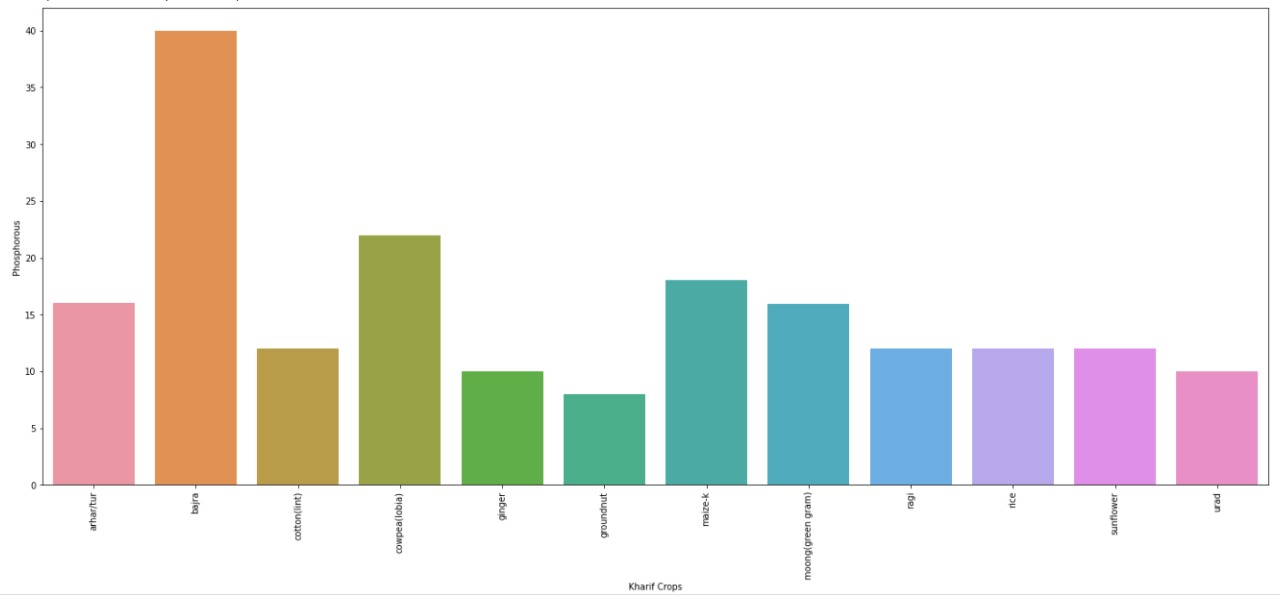 40
35
30
25
20
15
10
5
0
Phosphorous
arhar/tur
bajra
cotton(lint)
cowpea(lobia)
ginger
groundnut
maize-k
moong(green gram)
ragi
rice
sunflower
urad
Kharif Crops